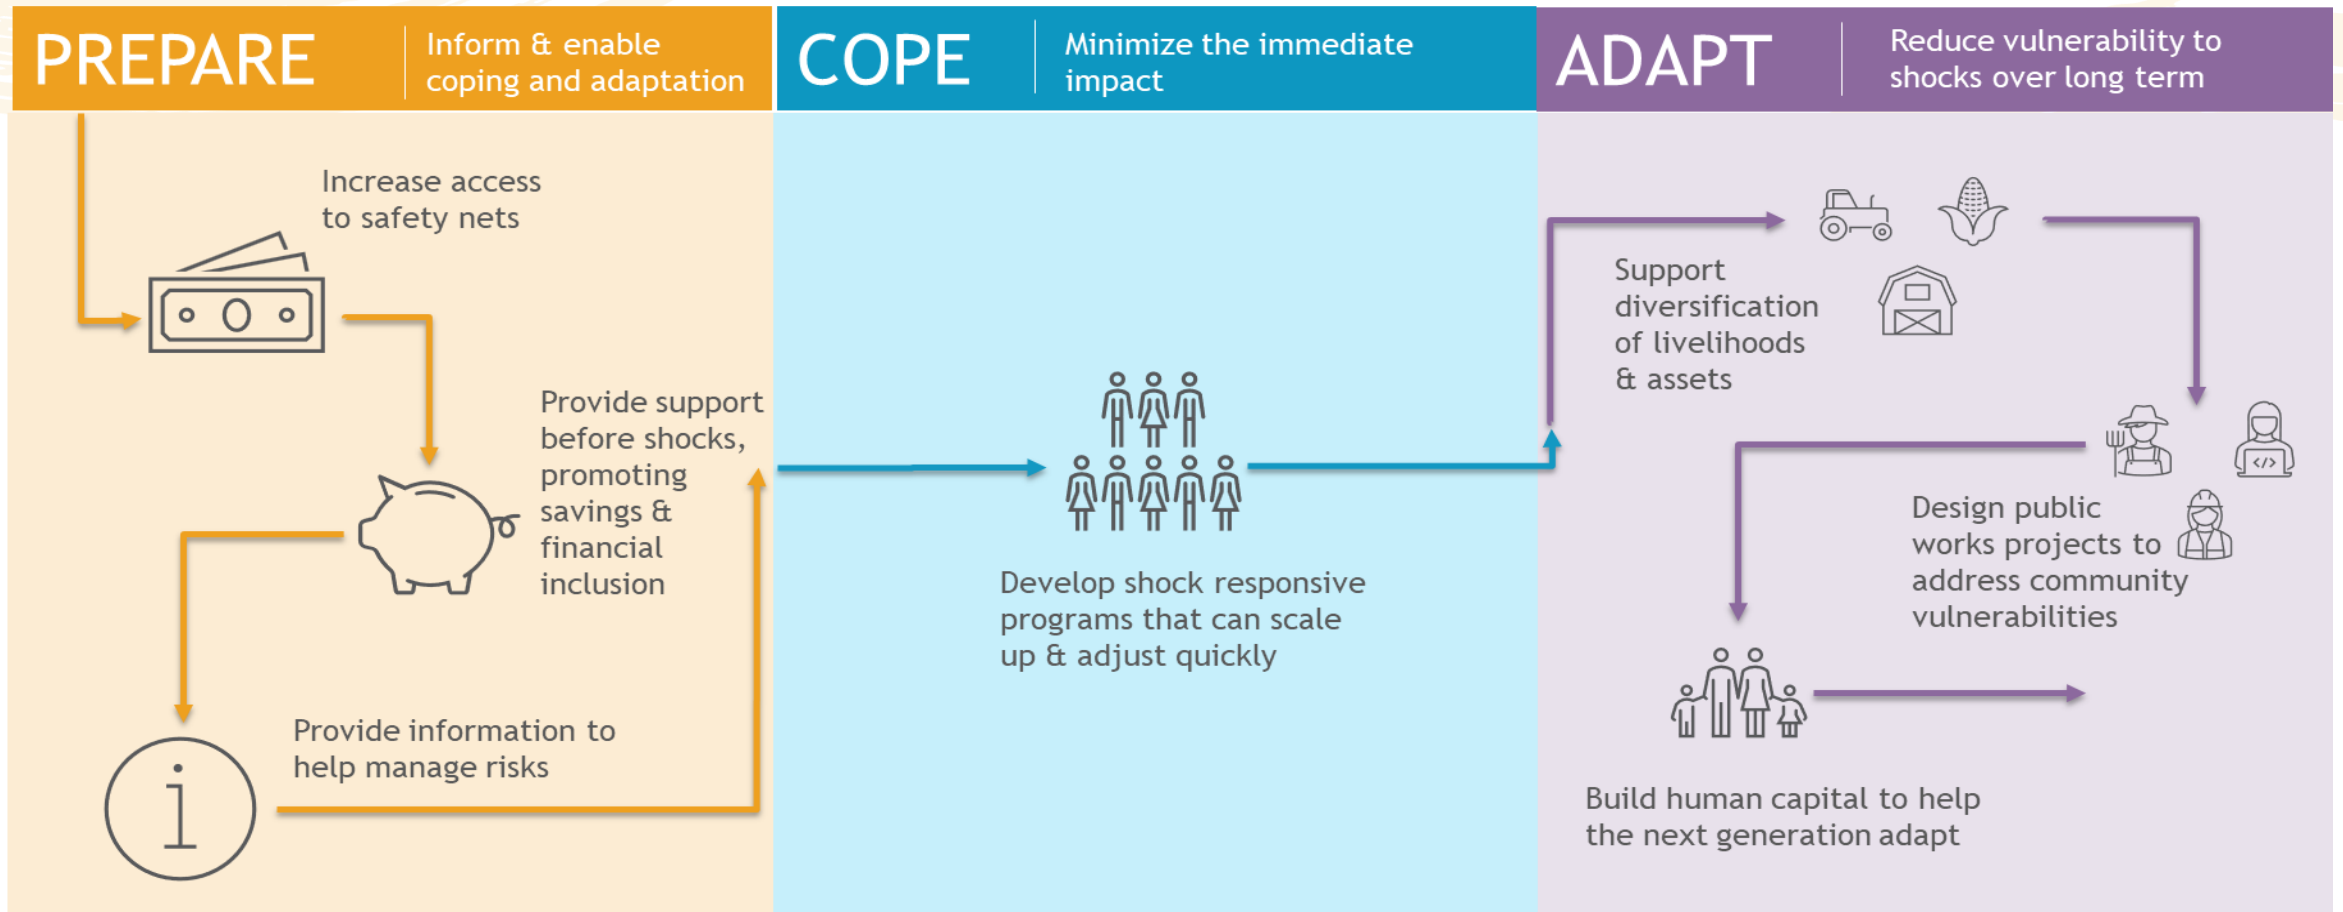 PREPARE
Inform & enable
coping and adaptation
COPE
Minimize the immediate
impact
ADAPT
Reduce vulnerability to
shocks over long term
Increase access
to safety nets
Provide support
before shocks,
promoting
savings &
financial
inclusion
Provide information to
help manage risks
i
Develop shock responsive
programs that can scale
up & adjust quickly
Support
diversification
of livelihoods
& assets
</>
Design public
works projects to
address community
vulnerabilities
Build human capital to help
the next generation adapt